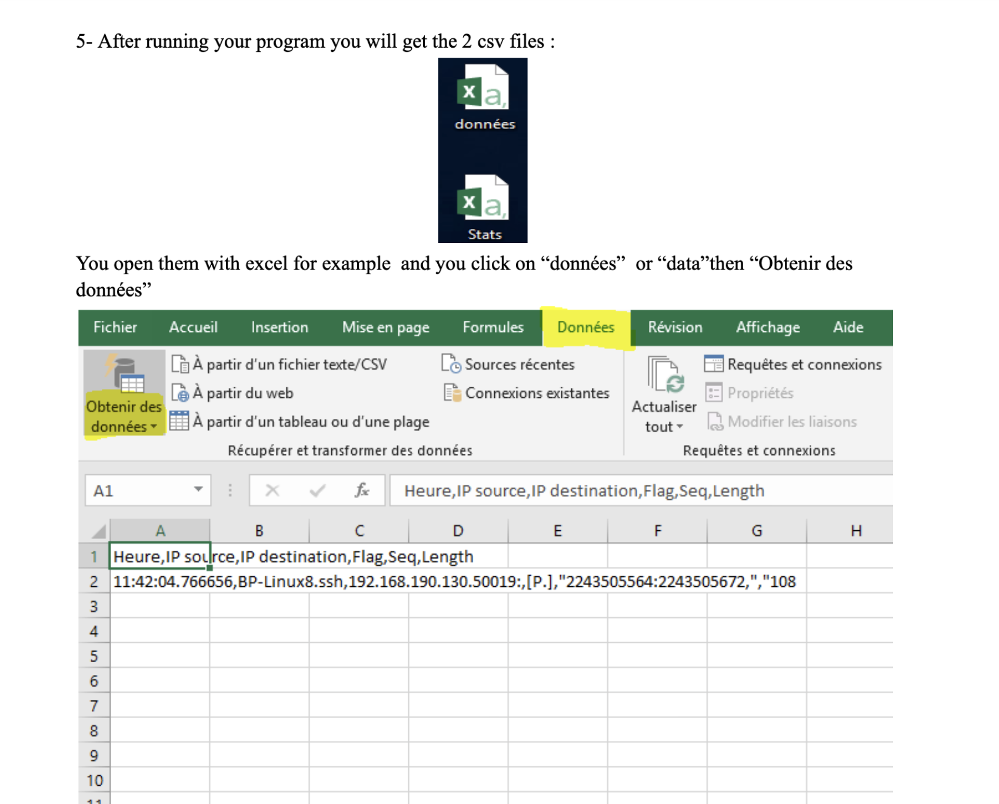 5- After running your program you will get the 2 csv files :
X a,
données
X a,
Stats
You open them with excel for example  and you click on “données”  or “data”then “Obtenir des
données”
Fichier Accueil Insertion Mise en page Formules Données Révision Affichage Aide
Obtenir des
données
À partir d'un fichier texte/CSV
À partir du web
À partir d'un tableau ou d'une plage
Sources récentes
Connexions existantes
Récupérer et transformer des données
Actualiser
tout
Requêtes et connexions
Propriétés
Modifier les liaisons
Requêtes et connexions
A1 fx Heure,IP source,IP destination,Flag,Seq,Length
A B C D E F G H
1 Heure,IP source,IP destination,Flag,Seq,Length
2 11:42:04.766656,BP-Linux8.ssh,192.168.190.130.50019:,[P.],"2243505564:2243505672,","108
3
4
5
6
7
8
9
10
11